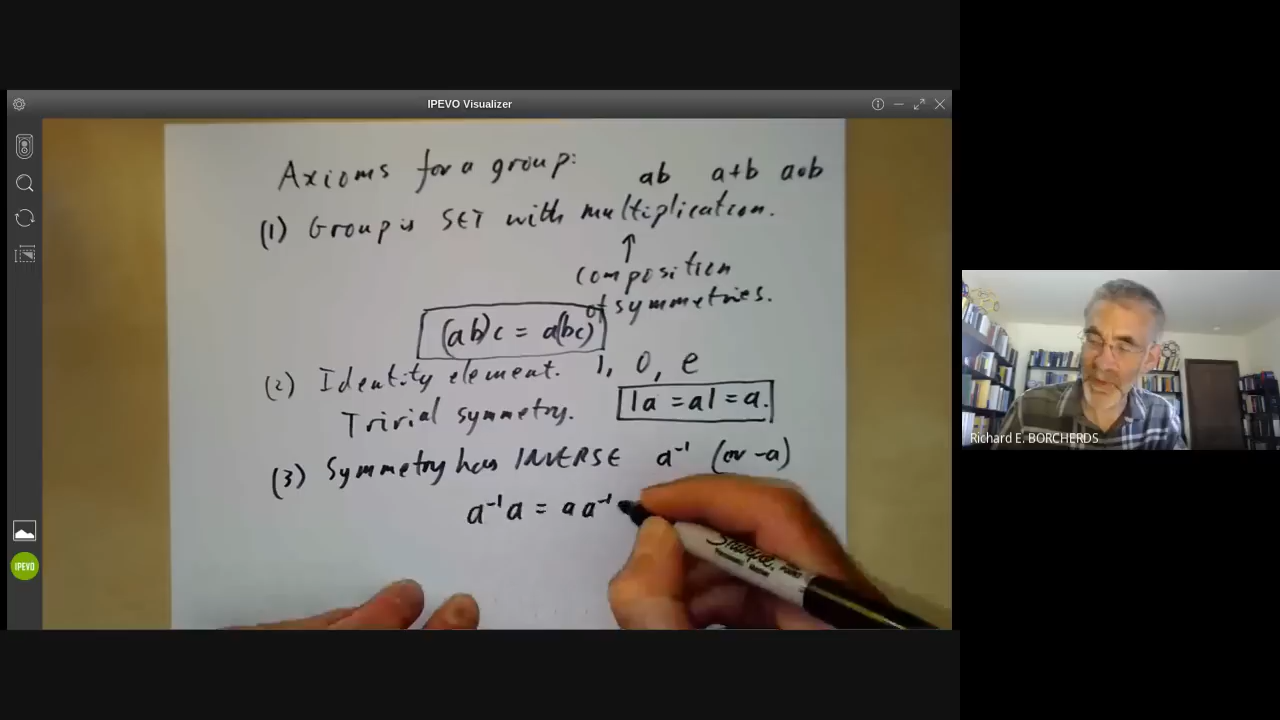 IPEVO Visualizer
Axioms for a group:
ab a+b a∘b
(1) Group is SET with multiplication.
↑
composition
of symmetries.
(ab)c = a(bc)
(2) Identity element. 1, 0, e
Trivial symmetry. 1a = a1 = a.
(3) Symmetry has INVERSE a⁻¹ (or -a)
a⁻¹a = aa⁻¹
Sharpie
IPEVO
Richard E. BORCHERDS